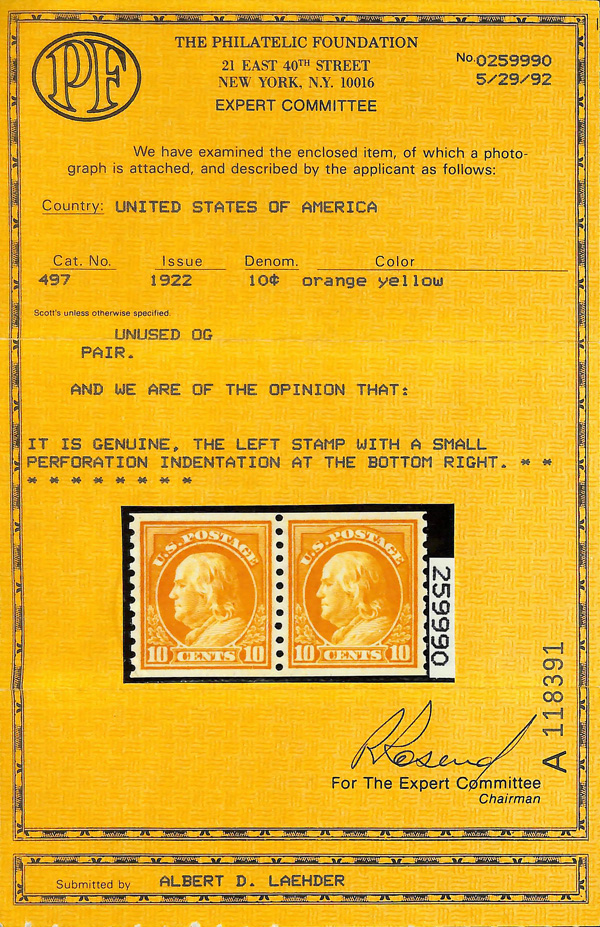 PF
THE PHILATELIC FOUNDATION
21 EAST 40TH STREET
NEW YORK, N.Y. 10016
EXPERT COMMITTEE
No. 0259990
5/29/92
We have examined the enclosed item, of which a photo-
graph is attached, and described by the applicant as follows:
Country: UNITED STATES OF AMERICA
Cat. No. Issue Denom. Color
497 1922 10¢ orange yellow
Scott's unless otherwise specified.
UNUSED OG
PAIR.
AND WE ARE OF THE OPINION THAT:
IT IS GENUINE, THE LEFT STAMP WITH A SMALL
PERFORATION INDENTATION AT THE BOTTOM RIGHT. * *
* * * * * * * *
U.S. POSTAGE U.S. POSTAGE
10 CENTS 10 10 CENTS 10
259990
A 118391
For The Expert Committee
Chairman
Submitted by ALBERT D. LAEHDER